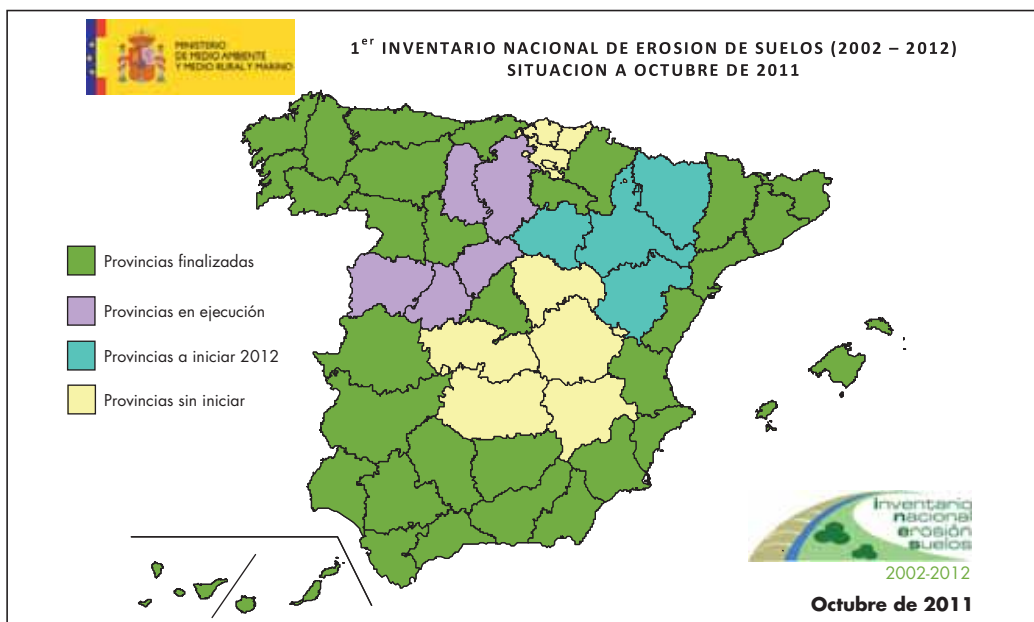 MINISTERIO
DE MEDIO AMBIENTE
Y MEDIO RURAL Y MARINO
1er INVENTARIO NACIONAL DE EROSION DE SUELOS (2002 – 2012)
SITUACION A OCTUBRE DE 2011
Provincias finalizadas
Provincias en ejecución
Provincias a iniciar 2012
Provincias sin iniciar
inventario
nacional
erosión
suelos
2002-2012
Octubre de 2011